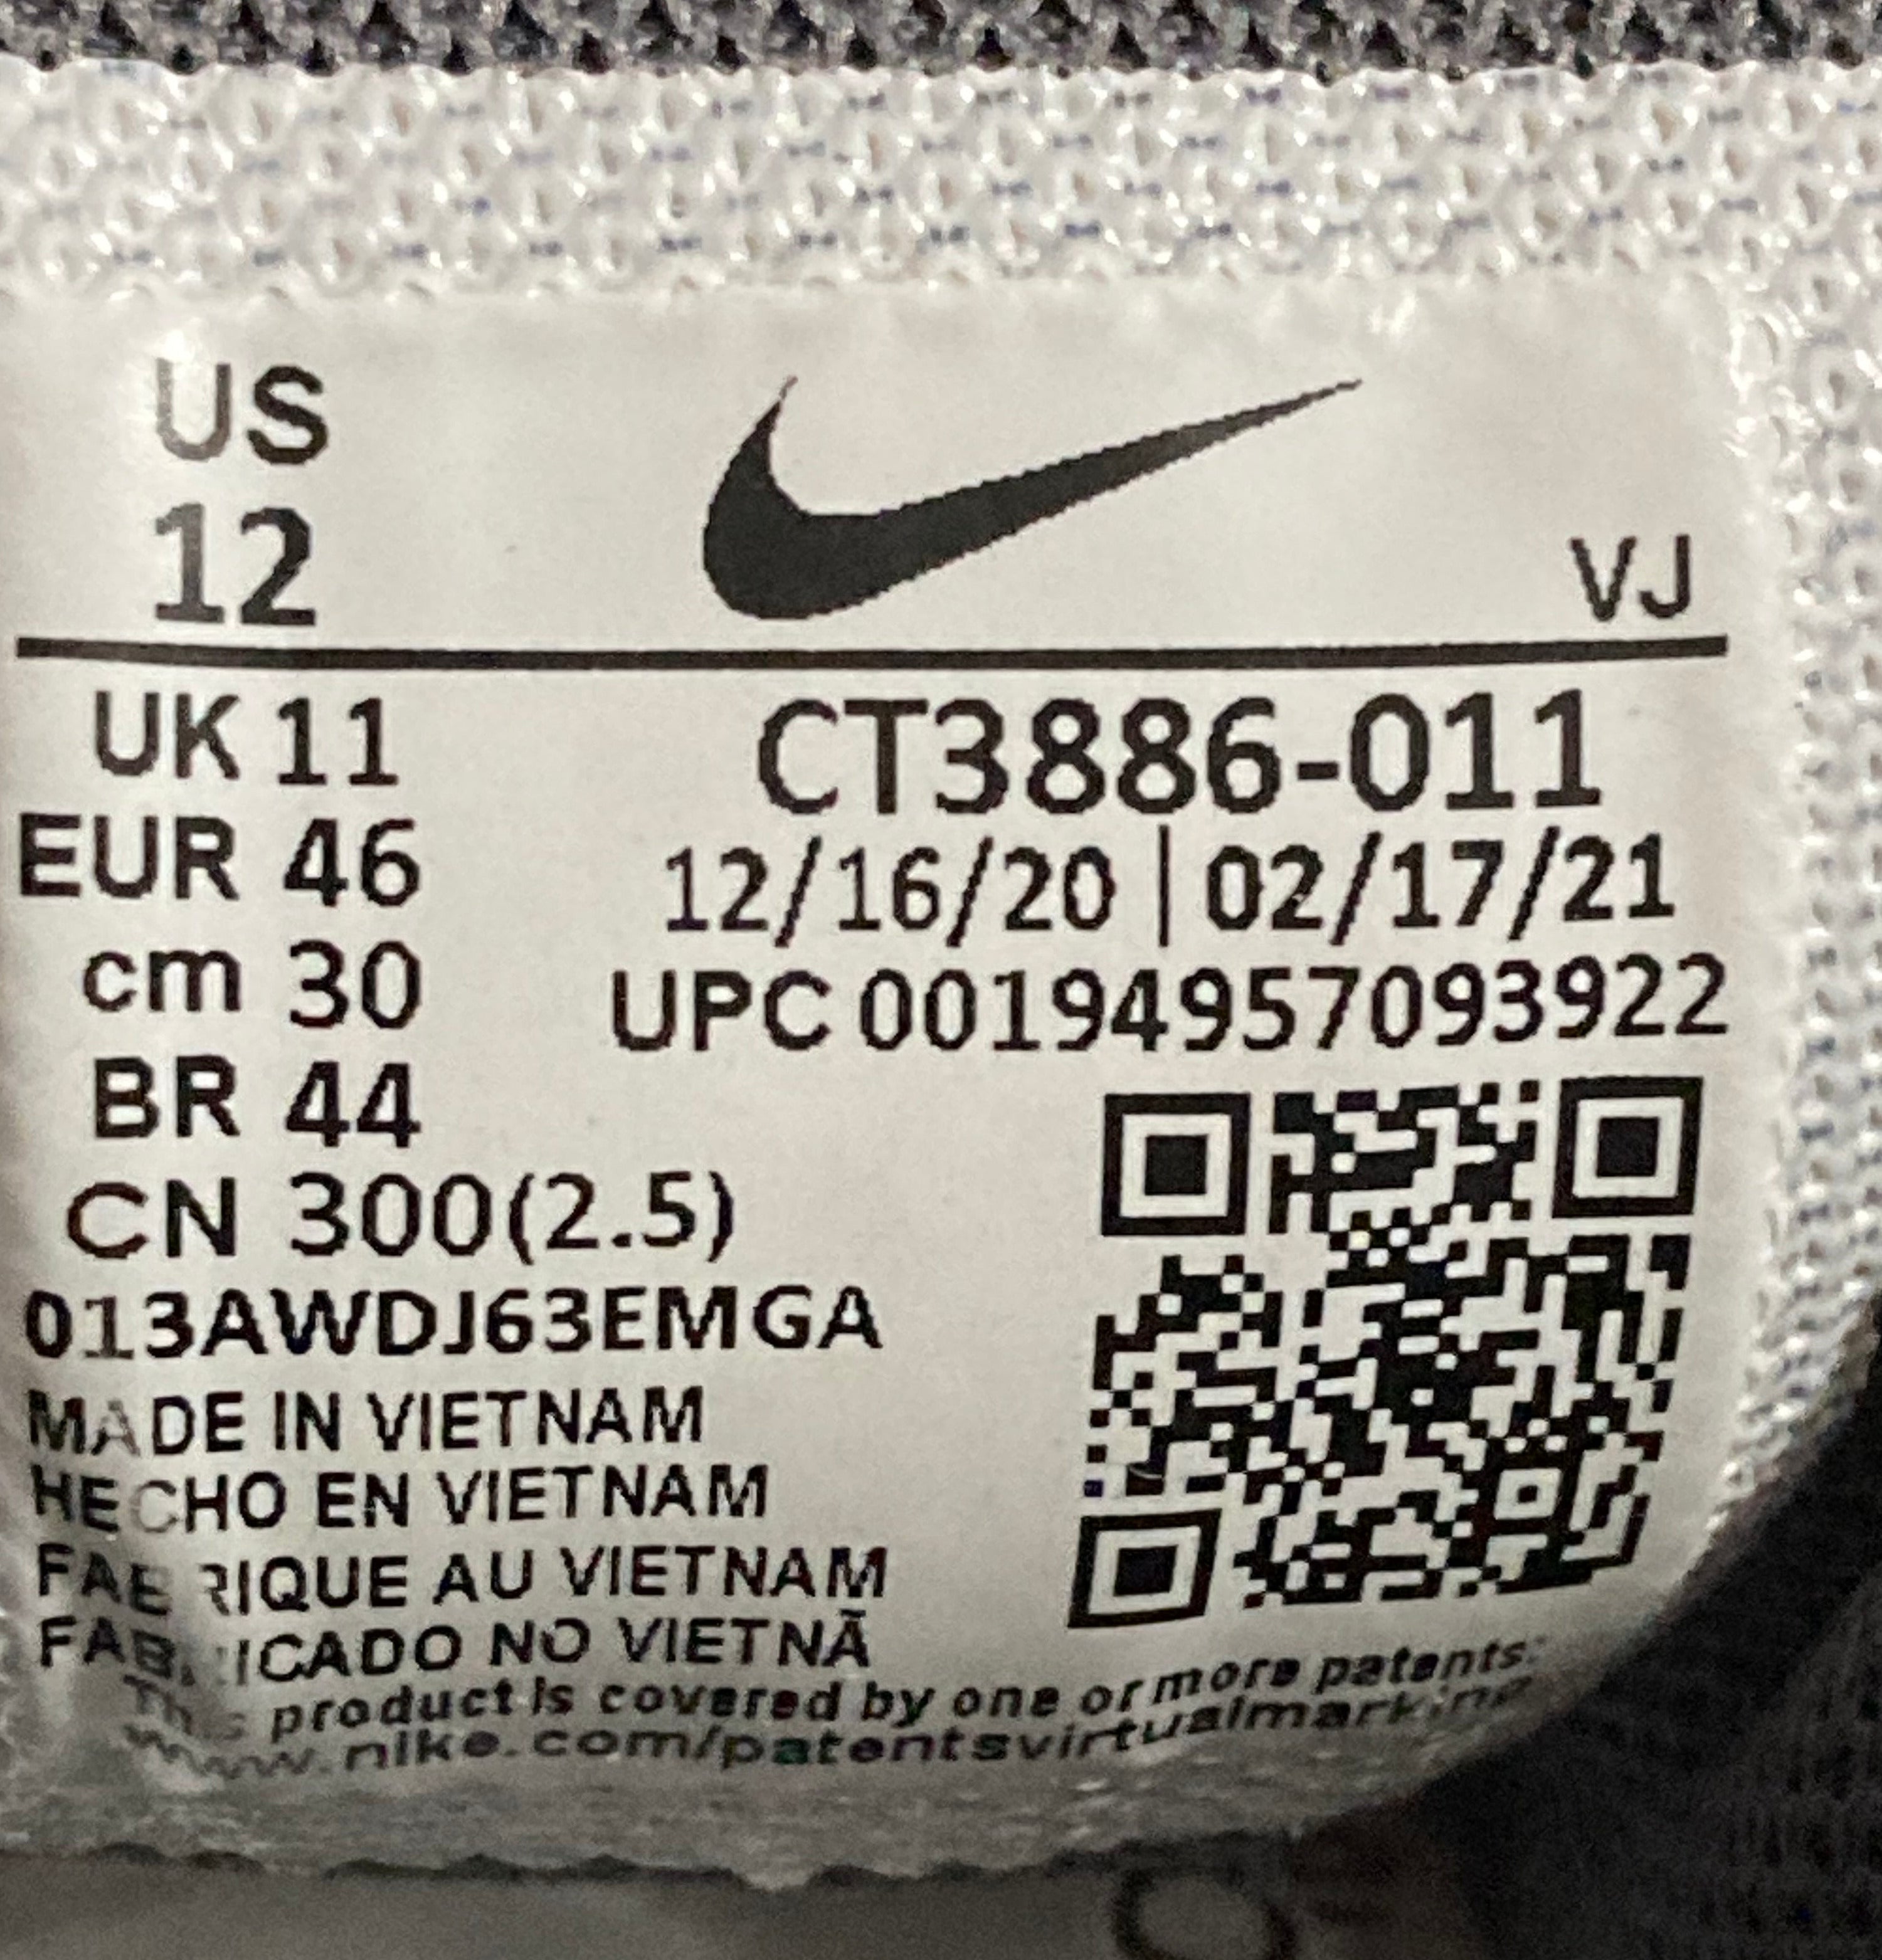 US
12
VJ
UK 11
EUR 46
cm 30
BR 44
CN 300(2.5)
CT3886-011
12/16/20 | 02/17/21
UPC 00194957093922
013AWDJ63EMGA
MADE IN VIETNAM
HECHO EN VIETNAM
FABRIQUE AU VIETNAM
FABRICADO NO VIETNÃ
This product is covered by one or more patents:
www.nike.com/patentsvirtualmarking